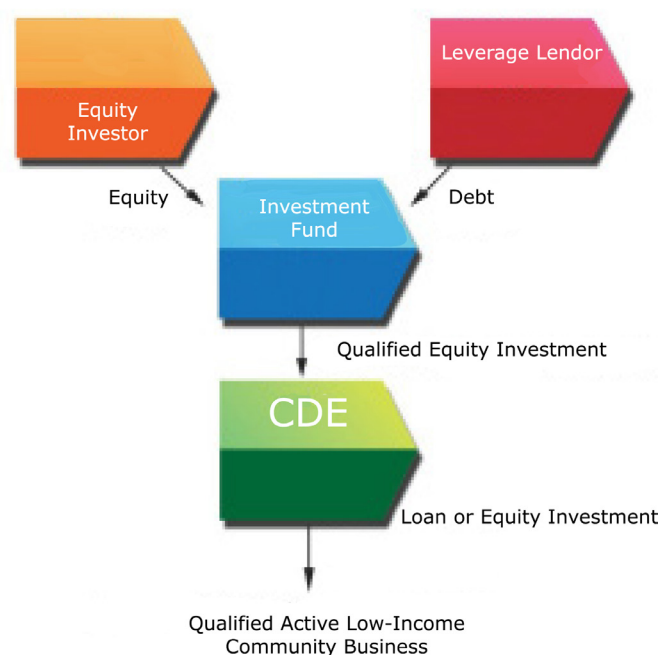 Leverage Lendor
Equity
Investor
Equity
Debt
Investment
Fund
Qualified Equity Investment
CDE
Loan or Equity Investment
Qualified Active Low-Income
Community Business